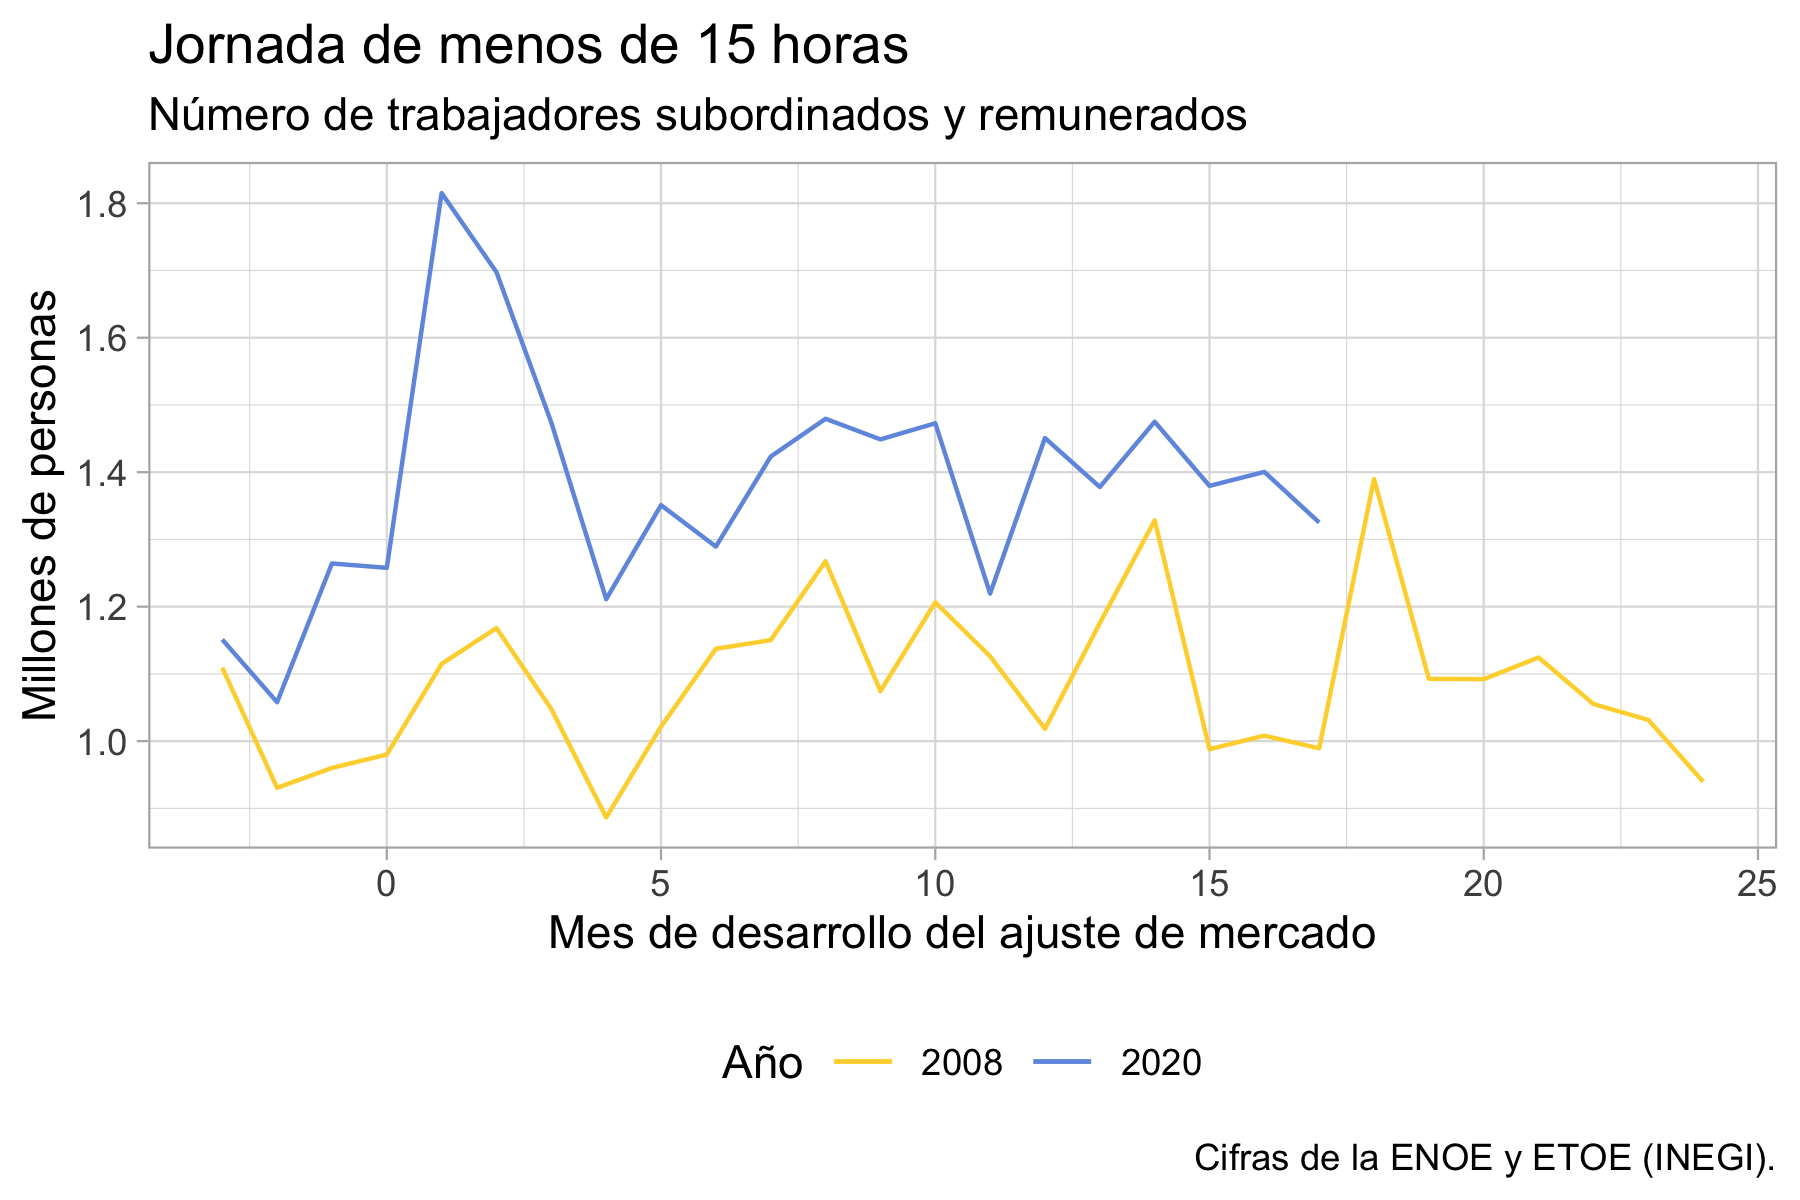 Jornada de menos de 15 horas
Número de trabajadores subordinados y remunerados
Millones de personas
1.8
1.6
1.4
1.2
1.0
0 5 10 15 20 25
Mes de desarrollo del ajuste de mercado
Año 2008 2020
Cifras de la ENOE y ETOE (INEGI).